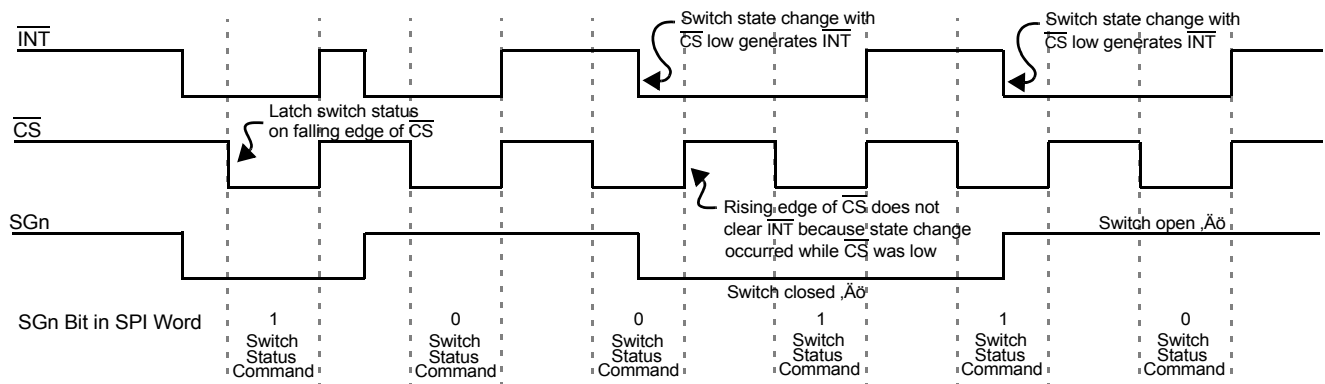 INT
Switch state change with
CS low generates INT
Switch state change with
CS low generates INT
Latch switch status
on falling edge of CS
CS
Rising edge of CS does not
clear INT because state change
occurred while CS was low
SGn
Switch open ‚Äö
Switch closed ‚Äö
SGn Bit in SPI Word
1
Switch
Status
Command
0
Switch
Status
Command
0
Switch
Status
Command
1
Switch
Status
Command
1
Switch
Status
Command
0
Switch
Status
Command